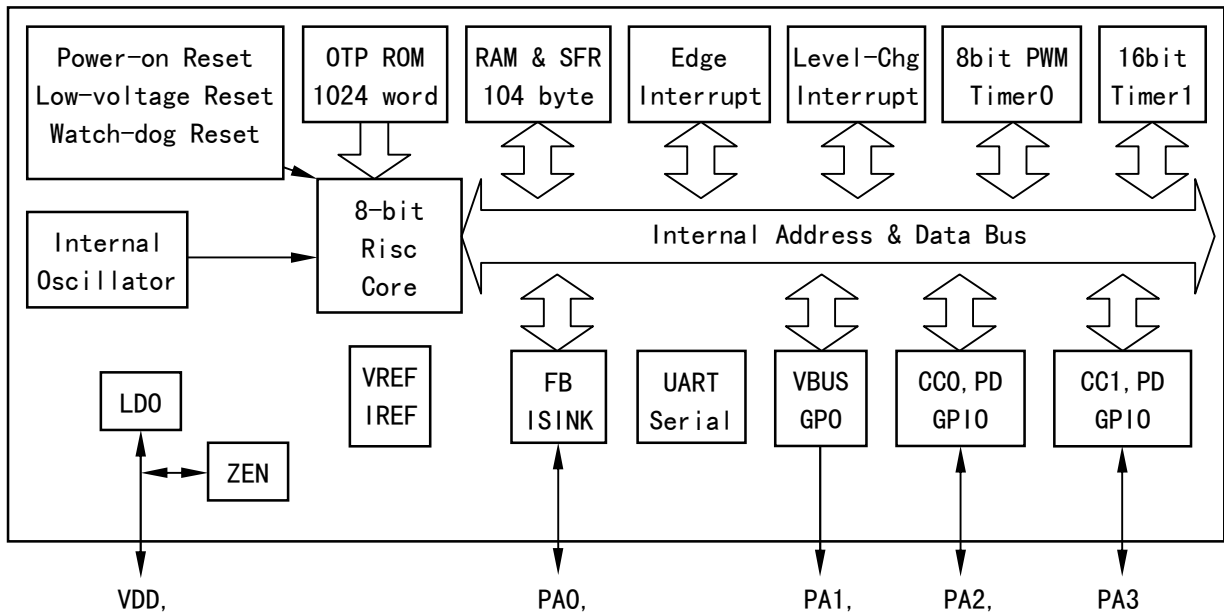 Power-on Reset
Low-voltage Reset
Watch-dog Reset
OTP ROM
1024 word
RAM & SFR
104 byte
Edge
Interrupt
Level-Chg
Interrupt
8bit PWM
Timer0
16bit
Timer1
Internal
Oscillator
8-bit
Risc
Core
Internal Address & Data Bus
LDO
ZEN
VREF
IREF
FB
ISINK
UART
Serial
VBUS
GPO
CC0,PD
GPIO
CC1,PD
GPIO
VDD, PA0, PA1, PA2, PA3